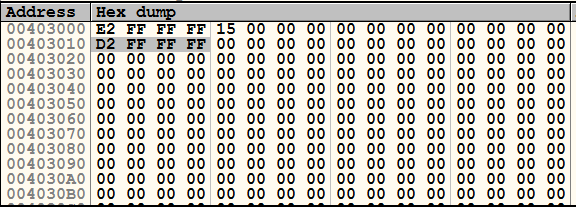 Address Hex dump
00403000 E2 FF FF FF 15 00 00 00 00 00 00 00 00 00 00 00
00403010 D2 FF FF FF 00 00 00 00 00 00 00 00 00 00 00 00
00403020 00 00 00 00 00 00 00 00 00 00 00 00 00 00 00 00
00403030 00 00 00 00 00 00 00 00 00 00 00 00 00 00 00 00
00403040 00 00 00 00 00 00 00 00 00 00 00 00 00 00 00 00
00403050 00 00 00 00 00 00 00 00 00 00 00 00 00 00 00 00
00403060 00 00 00 00 00 00 00 00 00 00 00 00 00 00 00 00
00403070 00 00 00 00 00 00 00 00 00 00 00 00 00 00 00 00
00403080 00 00 00 00 00 00 00 00 00 00 00 00 00 00 00 00
00403090 00 00 00 00 00 00 00 00 00 00 00 00 00 00 00 00
004030A0 00 00 00 00 00 00 00 00 00 00 00 00 00 00 00 00
004030B0 00 00 00 00 00 00 00 00 00 00 00 00 00 00 00 00